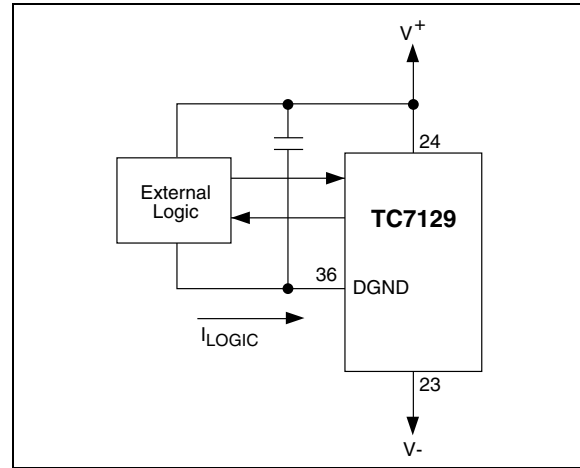 V+
24
External
Logic
TC7129
36
DGND
ILOGIC
23
V-